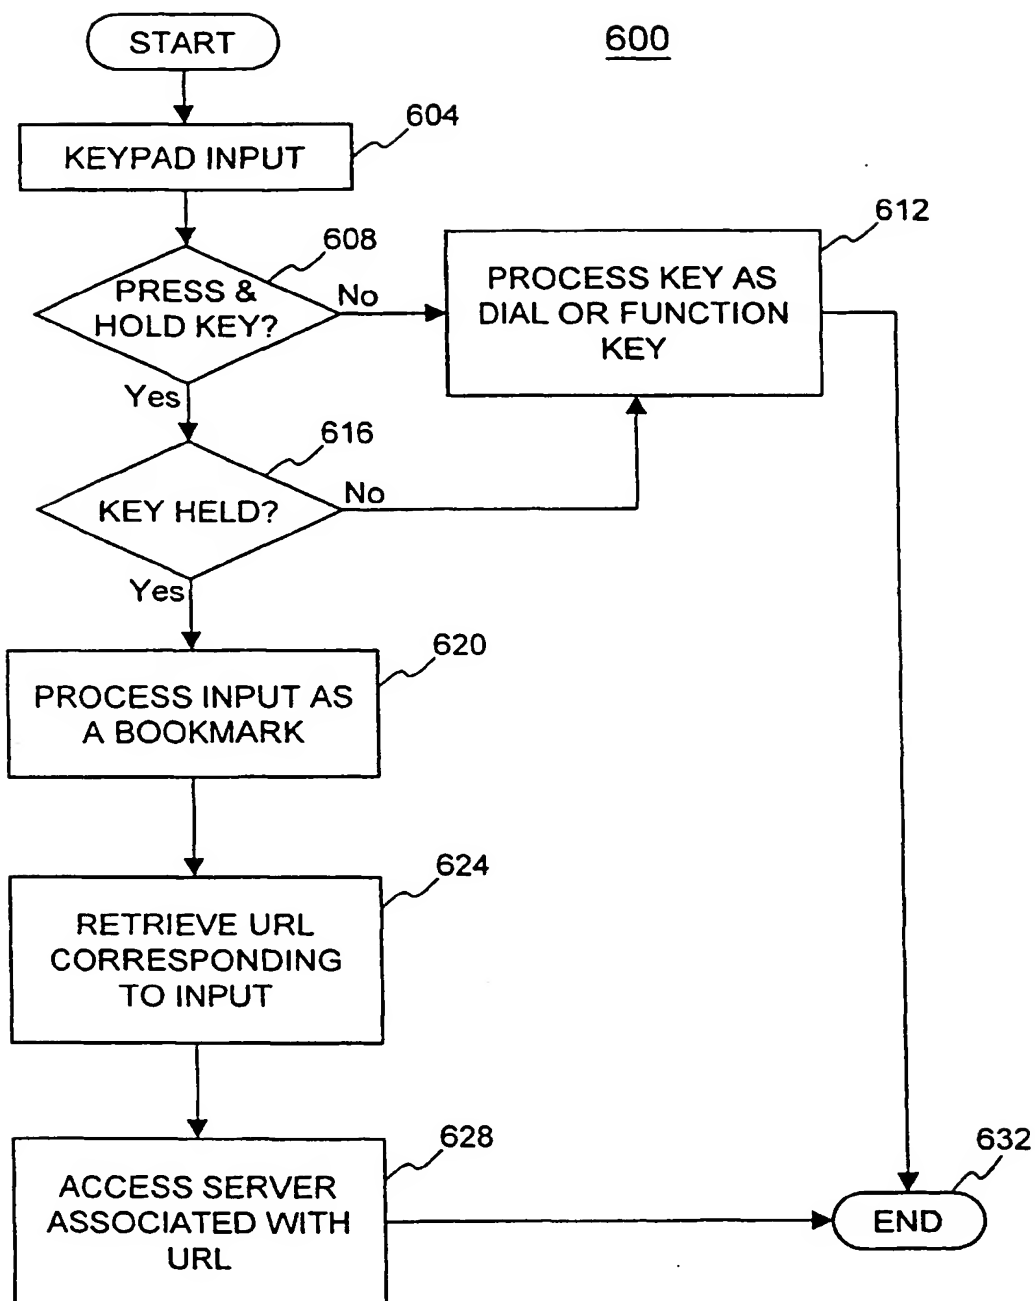 START
600
604
KEYPAD INPUT
608
612
PRESS &
HOLD KEY?
No
PROCESS KEY AS
DIAL OR FUNCTION
KEY
Yes
616
KEY HELD?
No
Yes
620
PROCESS INPUT AS
A BOOKMARK
624
RETRIEVE URL
CORRESPONDING
TO INPUT
628
ACCESS SERVER
ASSOCIATED WITH
URL
632
END